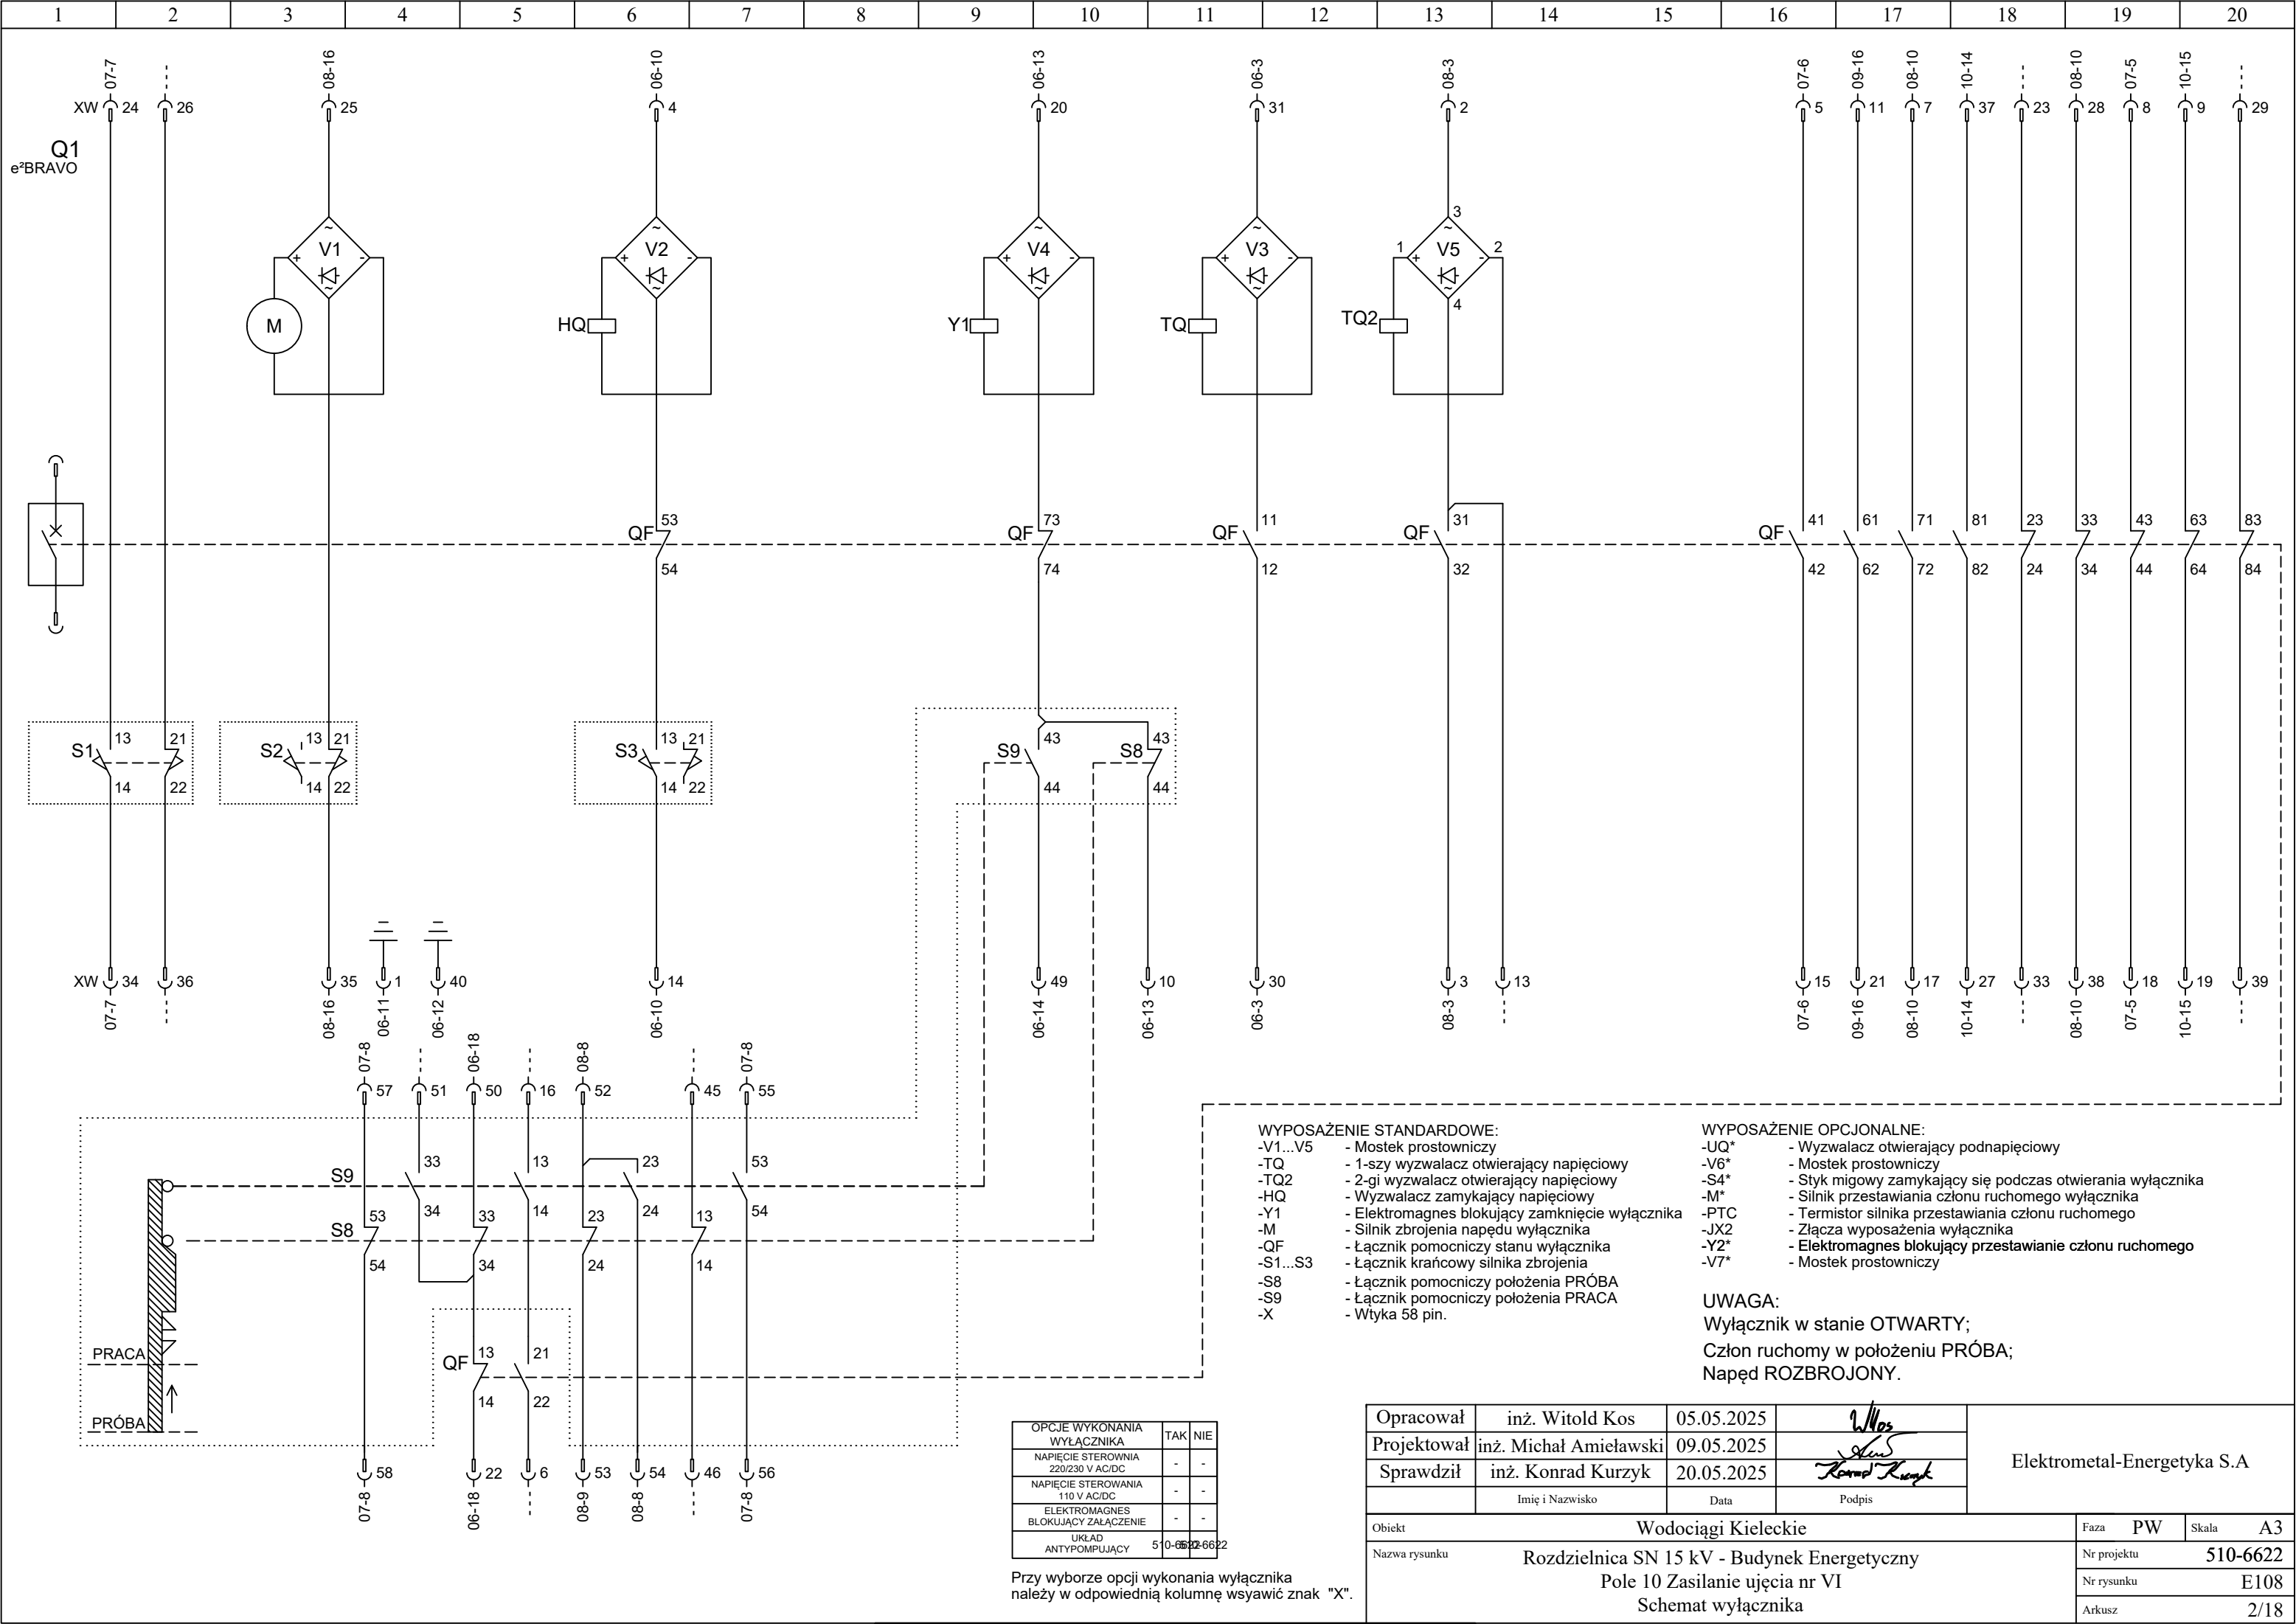 1 2 3 4 5 6 7 8 9 10 11 12 13 14 15 16 17 18 19 20
07-7 ---- 08-16 06-10 06-13 06-3 08-3 07-6 09-16 08-10 10-14 ---- 08-10 07-5 10-15 ----
XW 24 26 25 4 20 31 2 5 11 7 37 23 28 8 9 29
Q1
e²BRAVO
3
~ ~ ~ ~ ~
V1 V2 V4 V3 1 V5 2
+ - + - + - + - + -
~ ~ ~ ~ ~
4
M HQ Y1 TQ TQ2
53 73 11 31 41 61 71 81 23 33 43 63 83
QF QF QF QF QF
54 74 12 32 42 62 72 82 24 34 44 64 84
13 21 13 21 13 21 43 43
S1 S2 S3 S9 S8
14 22 14 22 14 22 44 44
XW 34 36 35 1 40 14 49 10 30 3 13 15 21 17 27 33 38 18 19 39
07-7 ---- 08-16 06-11 06-12 06-10 06-14 06-13 06-3 08-3 ---- 07-6 09-16 08-10 10-14 ---- 08-10 07-5 10-15 ----
07-8 ---- 06-18 ---- 08-8 ---- 07-8
57 51 50 16 52 45 55
33 13 23 53
S9
34 14 24 54
53 33 23 13
S8
54 34 24 14
PRACA
PRÓBA
13 21
QF
14 22
58 22 6 53 54 46 56
07-8 06-18 ---- 08-9 08-8 ---- 07-8
WYPOSAŻENIE STANDARDOWE:
-V1...V5 - Mostek prostowniczy
-TQ - 1-szy wyzwalacz otwierający napięciowy
-TQ2 - 2-gi wyzwalacz otwierający napięciowy
-HQ - Wyzwalacz zamykający napięciowy
-Y1 - Elektromagnes blokujący zamknięcie wyłącznika
-M - Silnik zbrojenia napędu wyłącznika
-QF - Łącznik pomocniczy stanu wyłącznika
-S1...S3 - Łącznik krańcowy silnika zbrojenia
-S8 - Łącznik pomocniczy położenia PRÓBA
-S9 - Łącznik pomocniczy położenia PRACA
-X - Wtyka 58 pin.
WYPOSAŻENIE OPCJONALNE:
-UQ* - Wyzwalacz otwierający podnapięciowy
-V6* - Mostek prostowniczy
-S4* - Styk migowy zamykający się podczas otwierania wyłącznika
-M* - Silnik przestawiania członu ruchomego wyłącznika
-PTC - Termistor silnika przestawiania członu ruchomego
-JX2 - Złącza wyposażenia wyłącznika
-Y2* - Elektromagnes blokujący przestawianie członu ruchomego
-V7* - Mostek prostowniczy
UWAGA:
Wyłącznik w stanie OTWARTY;
Człon ruchomy w położeniu PRÓBA;
Napęd ROZBROJONY.
OPCJE WYKONANIA
WYŁĄCZNIKA TAK NIE
NAPIĘCIE STEROWNIA
220/230 V AC/DC - -
NAPIĘCIE STEROWANIA
110 V AC/DC - -
ELEKTROMAGNES
BLOKUJĄCY ZAŁĄCZENIE - -
UKŁAD
ANTYPOMPUJĄCY 510-6622 510-6622
Przy wyborze opcji wykonania wyłącznika
należy w odpowiednią kolumnę wsyawić znak "X".
Opracował inż. Witold Kos 05.05.2025 WKos
Projektował inż. Michał Amieławski 09.05.2025
Sprawdził inż. Konrad Kurzyk 20.05.2025 Konrad Kurzyk
Imię i Nazwisko Data Podpis
Elektrometal-Energetyka S.A
Obiekt Wodociągi Kieleckie Faza PW Skala A3
Nazwa rysunku Rozdzielnica SN 15 kV - Budynek Energetyczny
Pole 10 Zasilanie ujęcia nr VI
Schemat wyłącznika
Nr projektu 510-6622
Nr rysunku E108
Arkusz 2/18